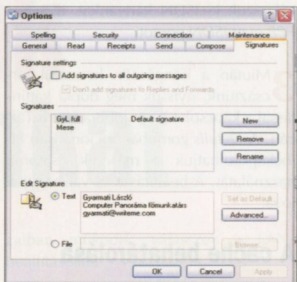 Options
Spelling Security Connection Maintenance
General Read Receipts Send Compose Signatures
Signature settings
Add signatures to all outgoing messages
Don't add signatures to Replies and Forwards
Signatures
GyL full Default signature New
Mese Remove
Rename
Edit Signature
Text Gyarmati László Set as Default
Computer Panoráma főmunkatárs
gyarmati@writeme.com Advanced...
File Browse...
OK Cancel Apply